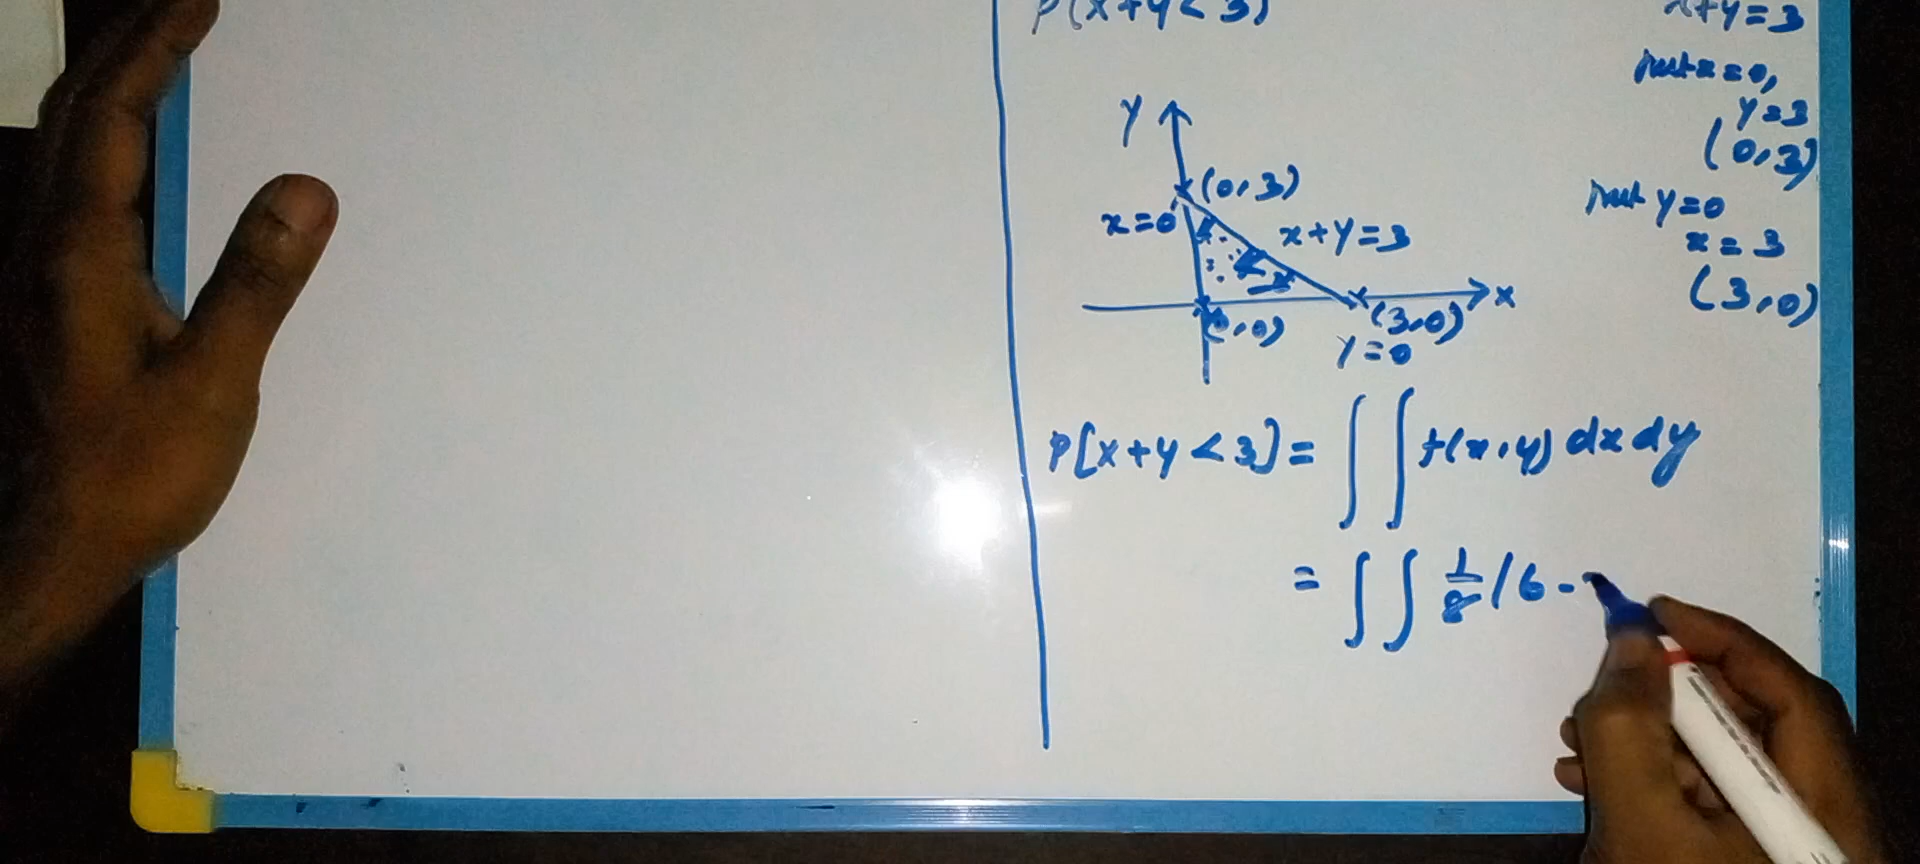 P(X+Y<3)
x+y=3
put x=0,
y=3
(0,3)
put y=0
x=3
(3,0)
Y
(0,3)
x=0
x+y=3
X
(0,0)
(3,0)
y=0
P[X+Y<3]=∫∫f(x,y) dx dy
=∫∫ 1/8 (6-